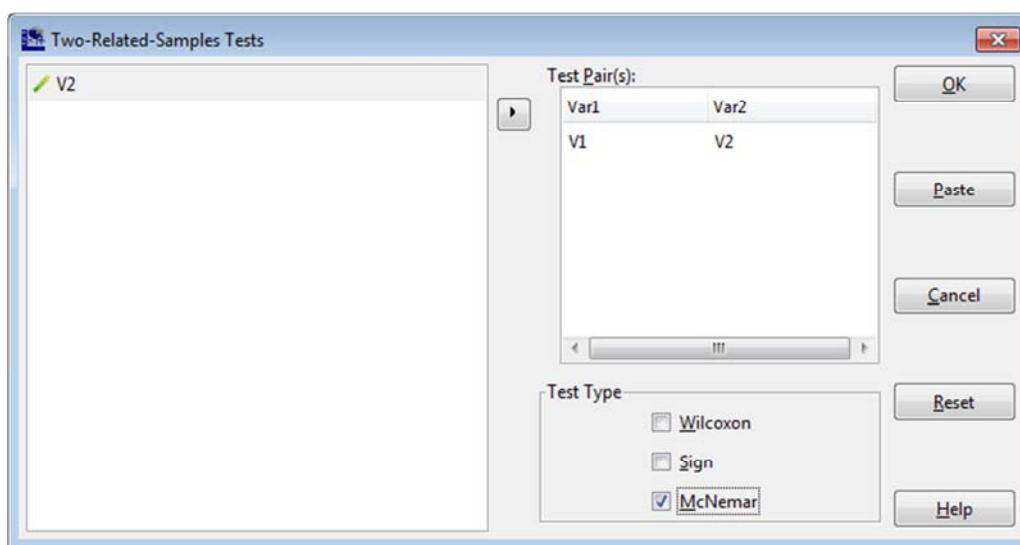 Two-Related-Samples Tests
V2
Test Pair(s):
Var1 Var2
V1 V2
OK
Paste
Cancel
Reset
Help
Test Type
Wilcoxon
Sign
McNemar